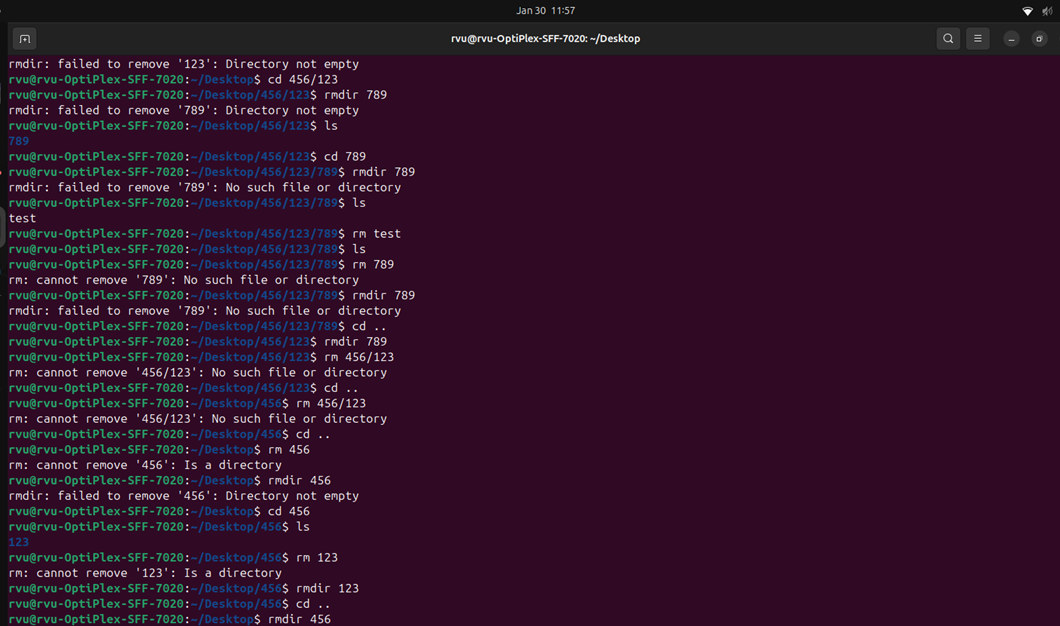 Jan 30 11:57
rvu@rvu-OptiPlex-SFF-7020: ~/Desktop
rmdir: failed to remove '123': Directory not empty
rvu@rvu-OptiPlex-SFF-7020:~/Desktop$ cd 456/123
rvu@rvu-OptiPlex-SFF-7020:~/Desktop/456/123$ rmdir 789
rmdir: failed to remove '789': Directory not empty
rvu@rvu-OptiPlex-SFF-7020:~/Desktop/456/123$ ls
789
rvu@rvu-OptiPlex-SFF-7020:~/Desktop/456/123$ cd 789
rvu@rvu-OptiPlex-SFF-7020:~/Desktop/456/123/789$ rmdir 789
rmdir: failed to remove '789': No such file or directory
rvu@rvu-OptiPlex-SFF-7020:~/Desktop/456/123/789$ ls
test
rvu@rvu-OptiPlex-SFF-7020:~/Desktop/456/123/789$ rm test
rvu@rvu-OptiPlex-SFF-7020:~/Desktop/456/123/789$ ls
rvu@rvu-OptiPlex-SFF-7020:~/Desktop/456/123/789$ rm 789
rm: cannot remove '789': No such file or directory
rvu@rvu-OptiPlex-SFF-7020:~/Desktop/456/123/789$ rmdir 789
rmdir: failed to remove '789': No such file or directory
rvu@rvu-OptiPlex-SFF-7020:~/Desktop/456/123/789$ cd ..
rvu@rvu-OptiPlex-SFF-7020:~/Desktop/456/123$ rmdir 789
rvu@rvu-OptiPlex-SFF-7020:~/Desktop/456/123$ rm 456/123
rm: cannot remove '456/123': No such file or directory
rvu@rvu-OptiPlex-SFF-7020:~/Desktop/456/123$ cd ..
rvu@rvu-OptiPlex-SFF-7020:~/Desktop/456$ rm 456/123
rm: cannot remove '456/123': No such file or directory
rvu@rvu-OptiPlex-SFF-7020:~/Desktop/456$ cd ..
rvu@rvu-OptiPlex-SFF-7020:~/Desktop$ rm 456
rm: cannot remove '456': Is a directory
rvu@rvu-OptiPlex-SFF-7020:~/Desktop$ rmdir 456
rmdir: failed to remove '456': Directory not empty
rvu@rvu-OptiPlex-SFF-7020:~/Desktop$ cd 456
rvu@rvu-OptiPlex-SFF-7020:~/Desktop/456$ ls
123
rvu@rvu-OptiPlex-SFF-7020:~/Desktop/456$ rm 123
rm: cannot remove '123': Is a directory
rvu@rvu-OptiPlex-SFF-7020:~/Desktop/456$ rmdir 123
rvu@rvu-OptiPlex-SFF-7020:~/Desktop/456$ cd ..
rvu@rvu-OptiPlex-SFF-7020:~/Desktop$ rmdir 456